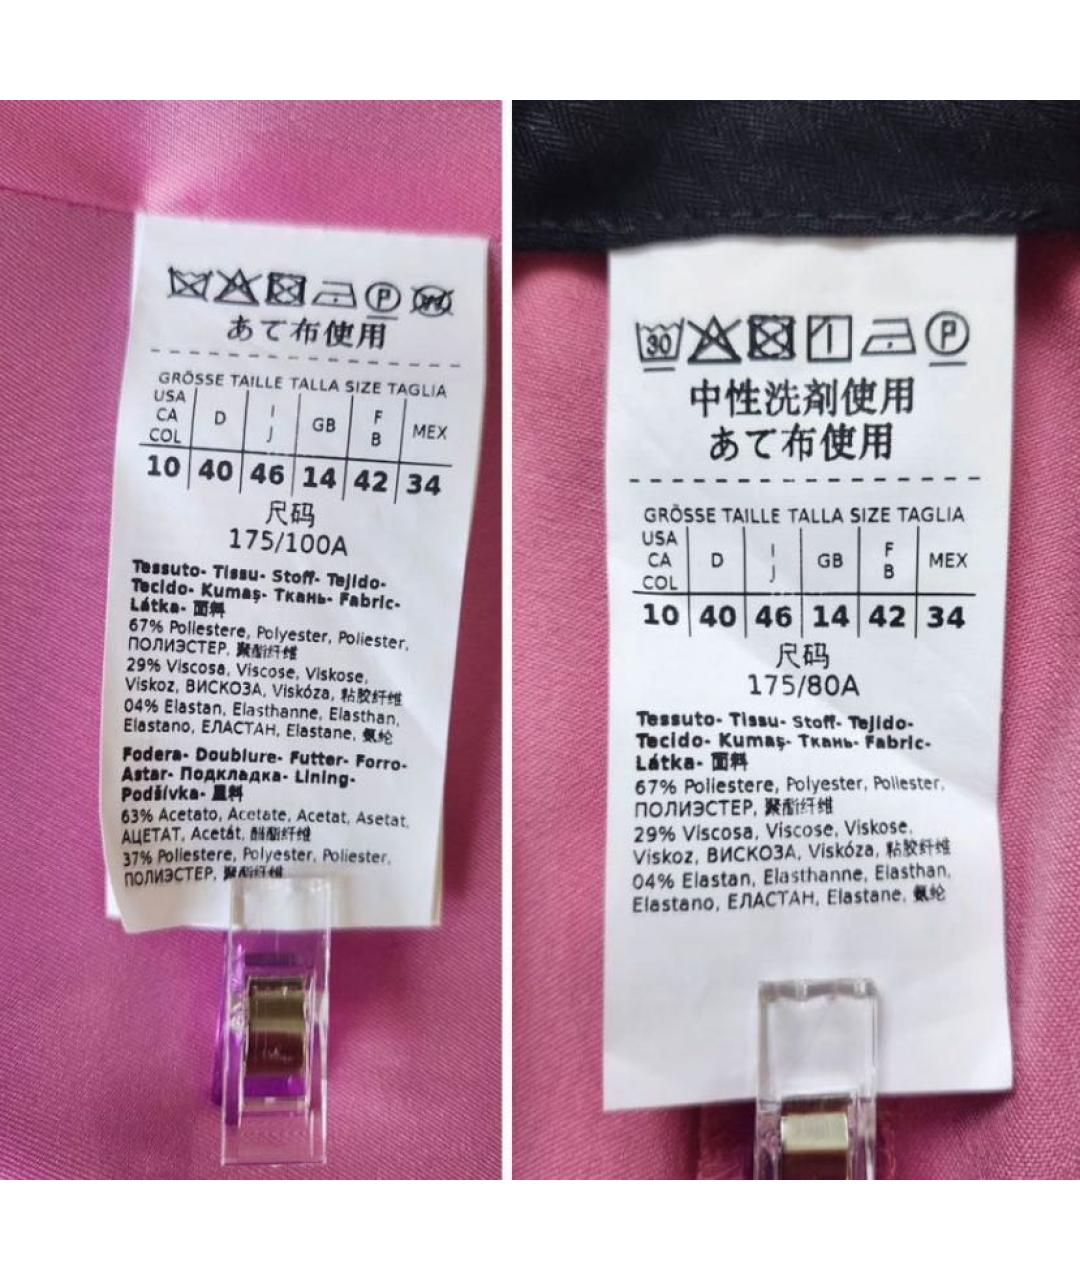 P
あて布使用
GRÖSSE TAILLE TALLA SIZE TAGLIA
USA CA COL D I J GB F B MEX
10 40 46 14 42 34
尺码
175/100A
Tessuto- Tissu- Stoff- Tejido-
Tecido- Kumaş- Ткань- Fabric-
Látka- 面料
67% Poliestere, Polyester, Poliester,
ПОЛИЭСТЕР, 聚酯纤维
29% Viscosa, Viscose, Viskose,
Viskoz, ВИСКОЗА, Viskóza, 粘胶纤维
04% Elastan, Elasthanne, Elasthan,
Elastano, ЕЛАСТАН, Elastane, 氨纶
Fodera- Doublure- Futter- Forro-
Astar- Подкладка- Lining-
Podšívka- 里料
63% Acetato, Acetate, Acetat, Asetat,
АЦЕТАТ, Acetát, 醋酯纤维
37% Poliestere, Polyester, Poliester,
ПОЛИЭСТЕР, 聚酯纤维
30 P
中性洗剤使用
あて布使用
GRÖSSE TAILLE TALLA SIZE TAGLIA
USA CA COL D I J GB F B MEX
10 40 46 14 42 34
尺码
175/80A
Tessuto- Tissu- Stoff- Tejido-
Tecido- Kumaş- Ткань- Fabric-
Látka- 面料
67% Poliestere, Polyester, Poliester,
ПОЛИЭСТЕР, 聚酯纤维
29% Viscosa, Viscose, Viskose,
Viskoz, ВИСКОЗА, Viskóza, 粘胶纤维
04% Elastan, Elasthanne, Elasthan,
Elastano, ЕЛАСТАН, Elastane, 氨纶